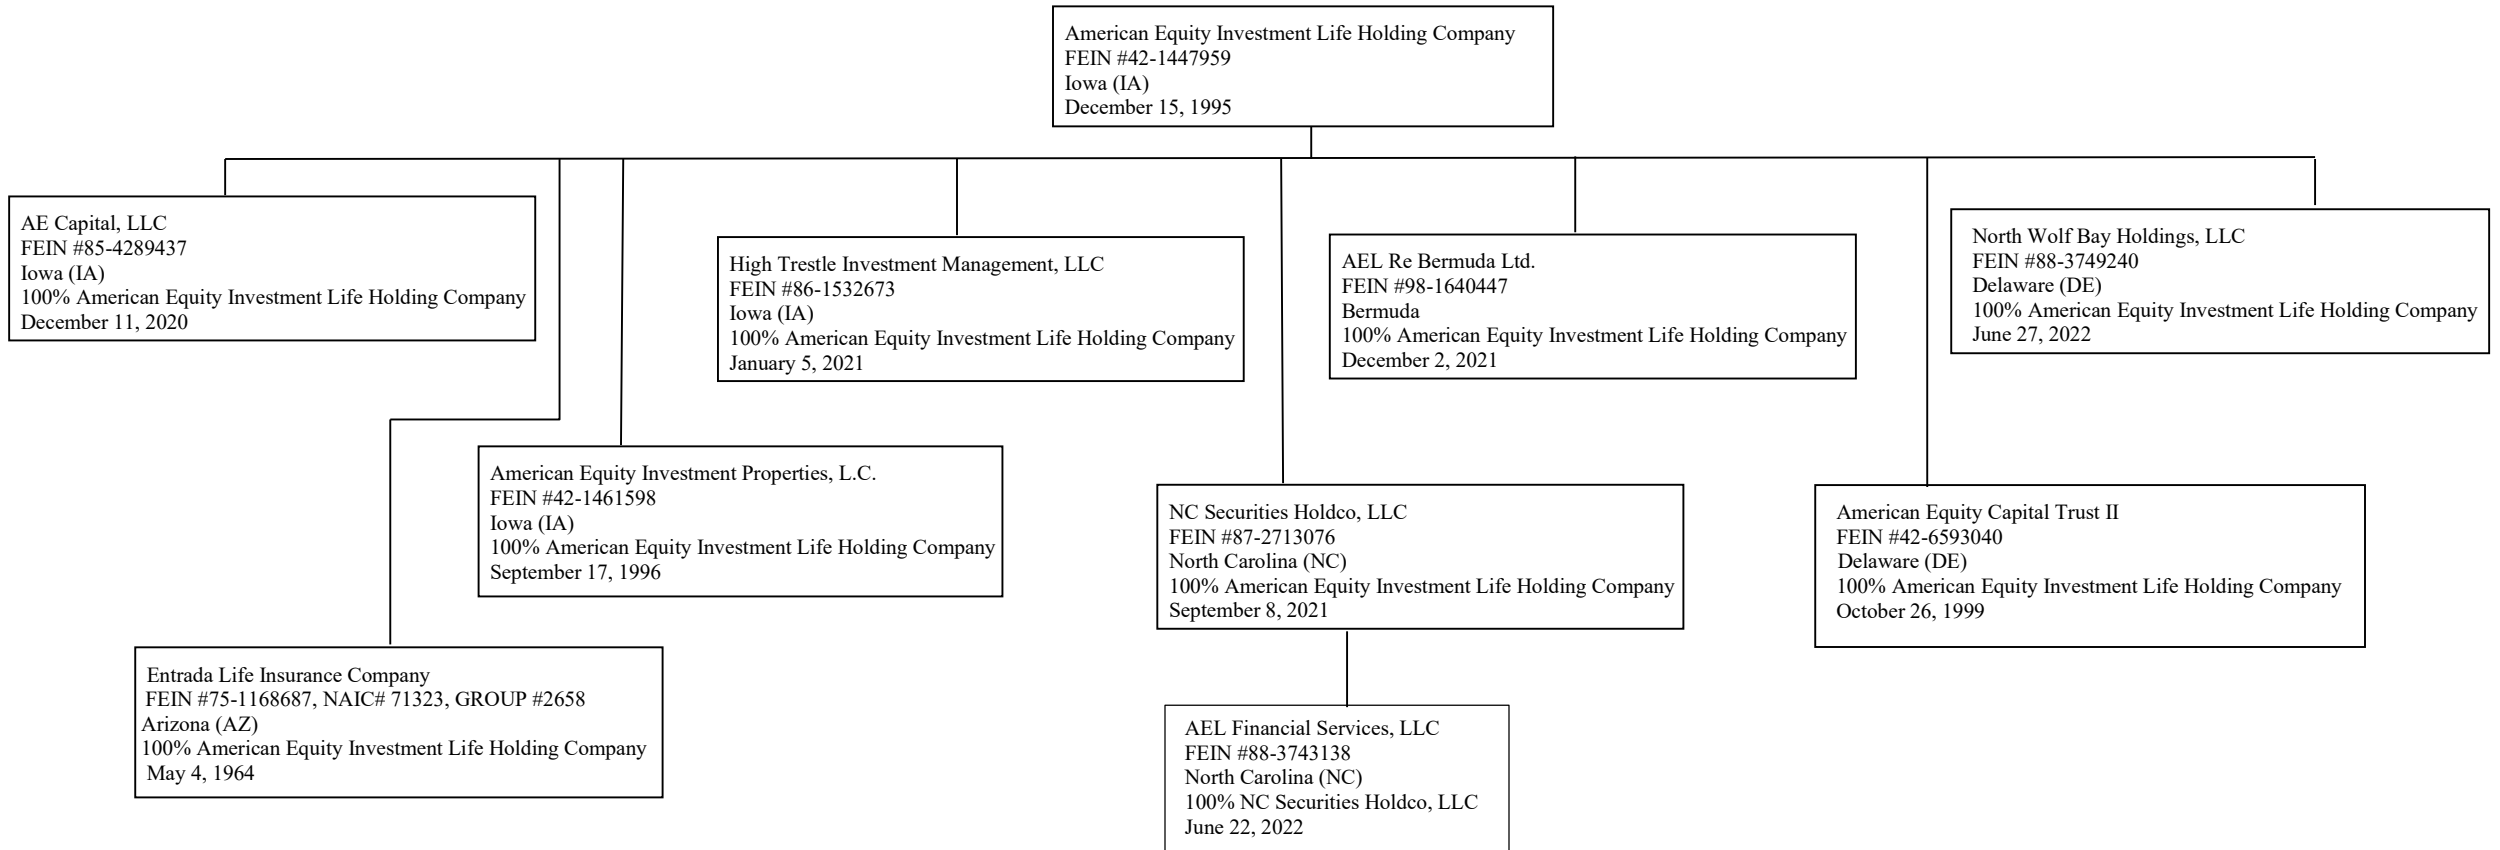 American Equity Investment Life Holding Company
FEIN #42-1447959
Iowa (IA)
December 15, 1995
AE Capital, LLC
FEIN #85-4289437
Iowa (IA)
100% American Equity Investment Life Holding Company
December 11, 2020
High Trestle Investment Management, LLC
FEIN #86-1532673
Iowa (IA)
100% American Equity Investment Life Holding Company
January 5, 2021
AEL Re Bermuda Ltd.
FEIN #98-1640447
Bermuda
100% American Equity Investment Life Holding Company
December 2, 2021
North Wolf Bay Holdings, LLC
FEIN #88-3749240
Delaware (DE)
100% American Equity Investment Life Holding Company
June 27, 2022
American Equity Investment Properties, L.C.
FEIN #42-1461598
Iowa (IA)
100% American Equity Investment Life Holding Company
September 17, 1996
NC Securities Holdco, LLC
FEIN #87-2713076
North Carolina (NC)
100% American Equity Investment Life Holding Company
September 8, 2021
American Equity Capital Trust II
FEIN #42-6593040
Delaware (DE)
100% American Equity Investment Life Holding Company
October 26, 1999
Entrada Life Insurance Company
FEIN #75-1168687, NAIC# 71323, GROUP #2658
Arizona (AZ)
100% American Equity Investment Life Holding Company
May 4, 1964
AEL Financial Services, LLC
FEIN #88-3743138
North Carolina (NC)
100% NC Securities Holdco, LLC
June 22, 2022